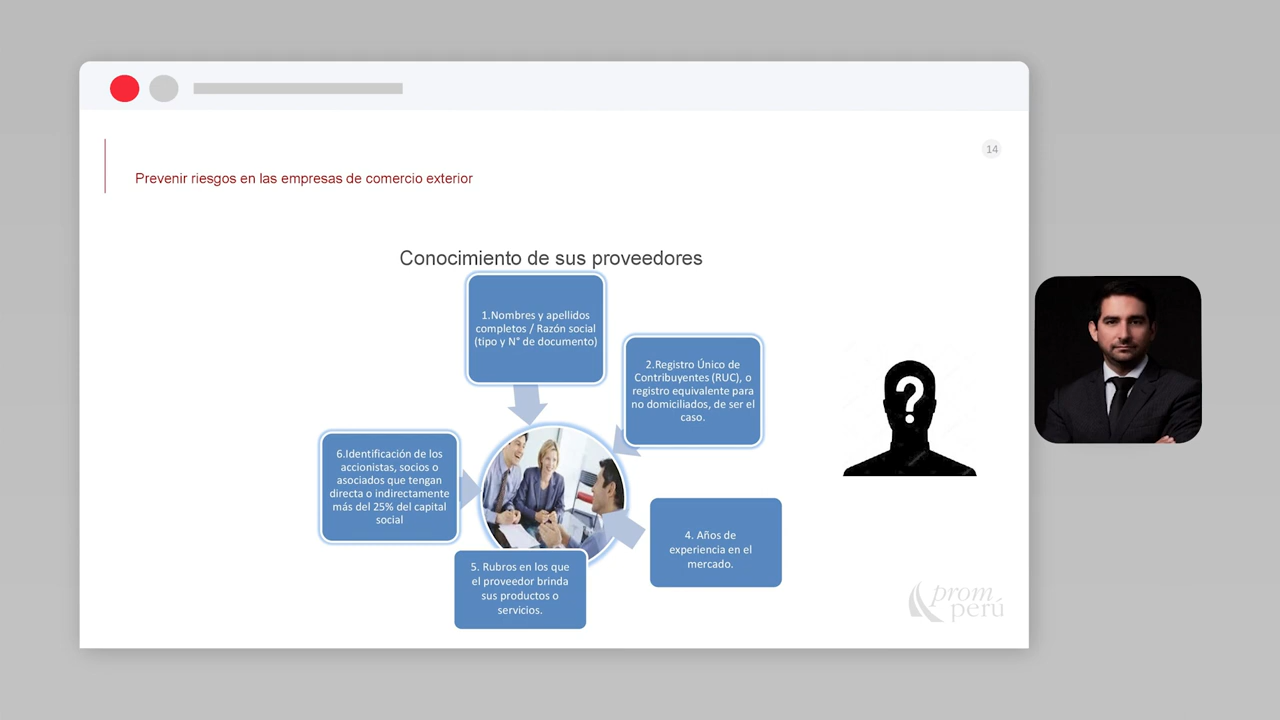 14
Prevenir riesgos en las empresas de comercio exterior
Conocimiento de sus proveedores
1.Nombres y apellidos
completos / Razón social
(tipo y N° de documento)
2.Registro Único de
Contribuyentes (RUC), o
registro equivalente para
no domiciliados, de ser el
caso.
?
6.Identificación de los
accionistas, socios o
asociados que tengan
directa o indirectamente
más del 25% del capital
social
4. Años de
experiencia en el
mercado.
5. Rubros en los que
el proveedor brinda
sus productos o
servicios.
prom
perú